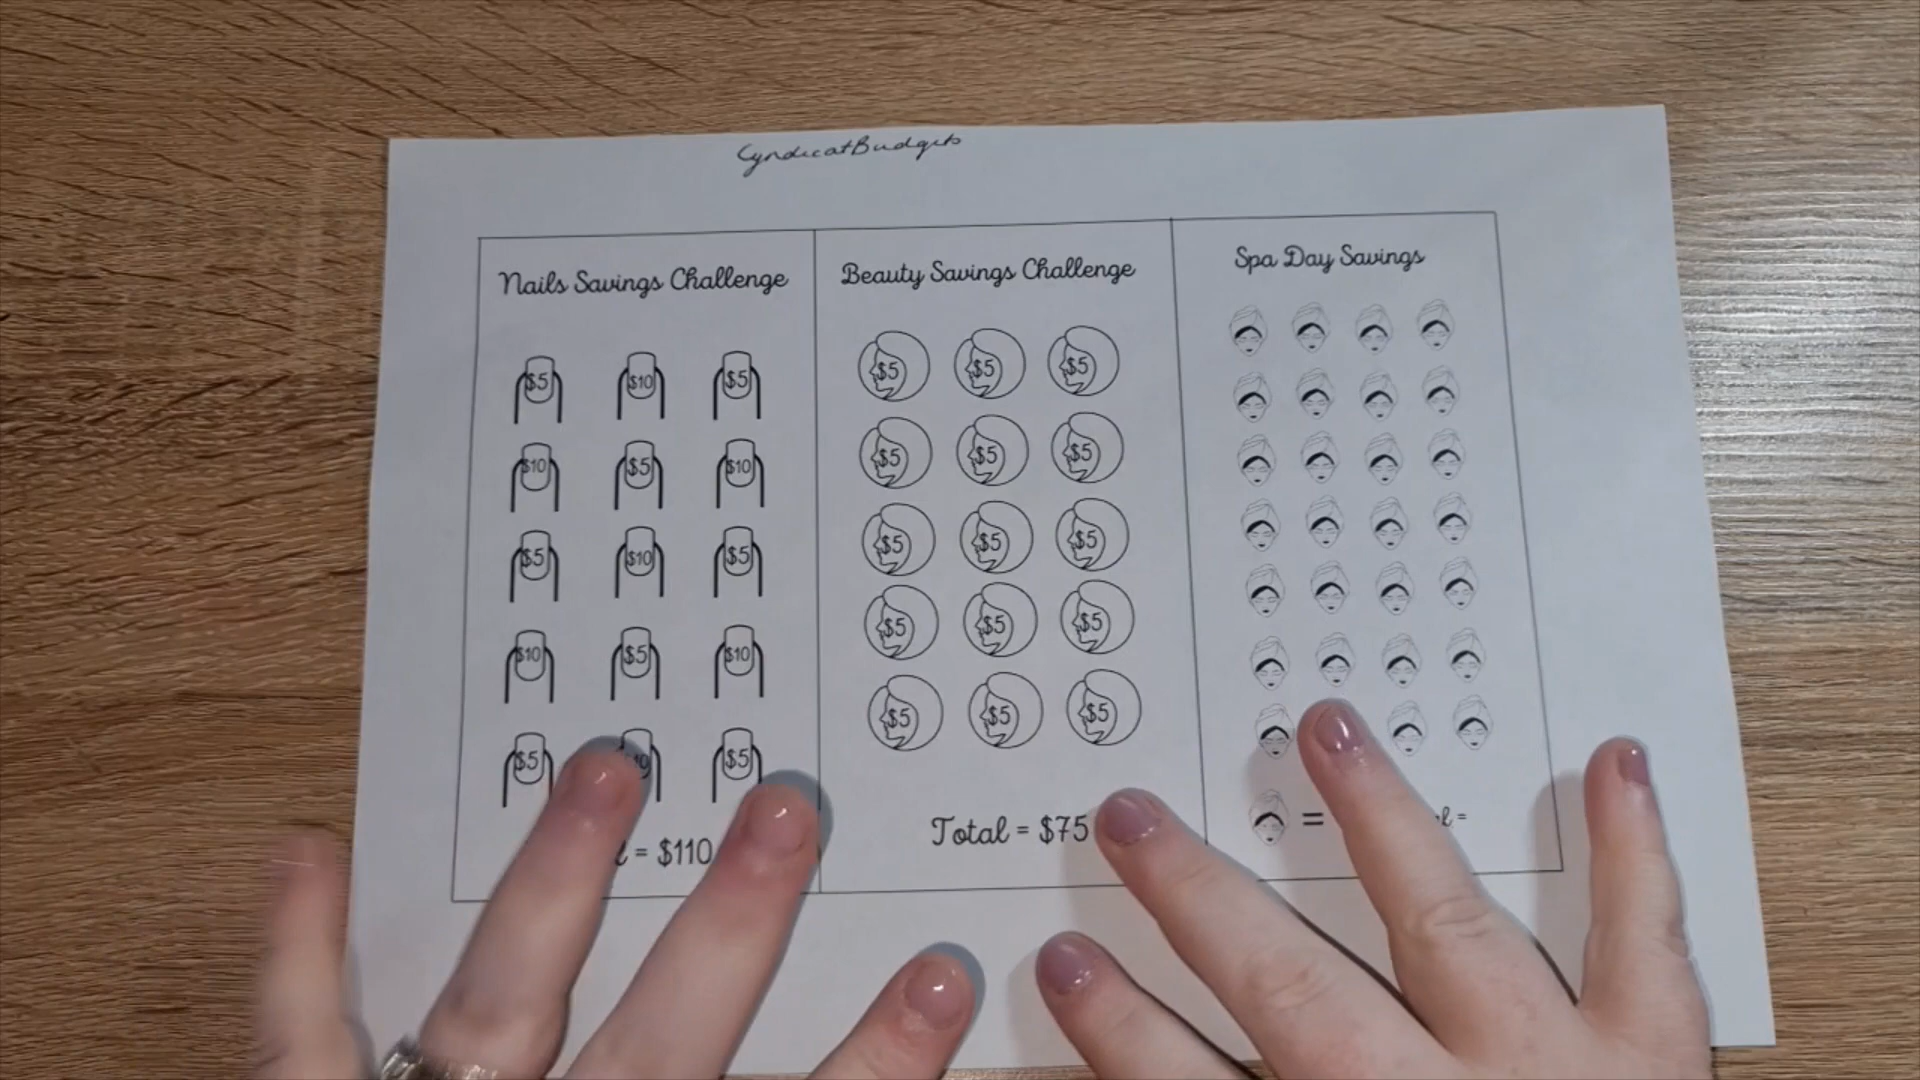 CyndicatBudgets
Nails Savings Challenge
$5 $10 $5
$10 $5 $10
$5 $10 $5
$10 $5 $10
$5 $5
= $110
Beauty Savings Challenge
$5 $5 $5
$5 $5 $5
$5 $5 $5
$5 $5 $5
$5 $5 $5
Total = $75
Spa Day Savings
=
=